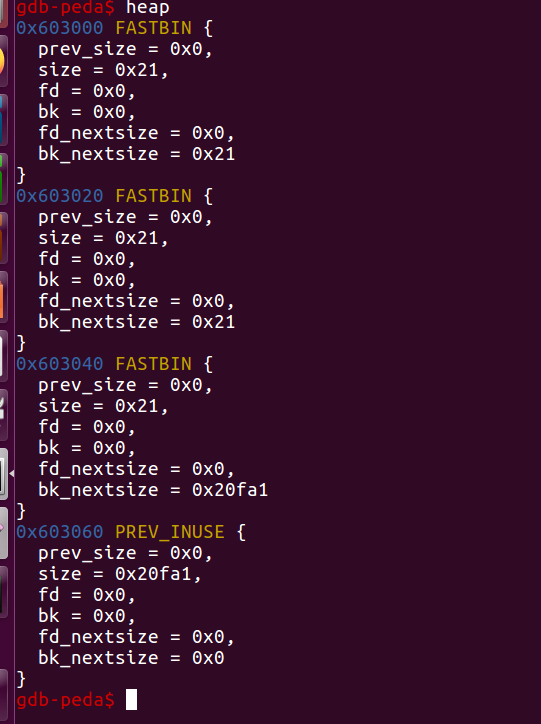 gdb-peda$ heap
0x603000 FASTBIN {
  prev_size = 0x0,
  size = 0x21,
  fd = 0x0,
  bk = 0x0,
  fd_nextsize = 0x0,
  bk_nextsize = 0x21
}
0x603020 FASTBIN {
  prev_size = 0x0,
  size = 0x21,
  fd = 0x0,
  bk = 0x0,
  fd_nextsize = 0x0,
  bk_nextsize = 0x21
}
0x603040 FASTBIN {
  prev_size = 0x0,
  size = 0x21,
  fd = 0x0,
  bk = 0x0,
  fd_nextsize = 0x0,
  bk_nextsize = 0x20fa1
}
0x603060 PREV_INUSE {
  prev_size = 0x0,
  size = 0x20fa1,
  fd = 0x0,
  bk = 0x0,
  fd_nextsize = 0x0,
  bk_nextsize = 0x0
}
gdb-peda$